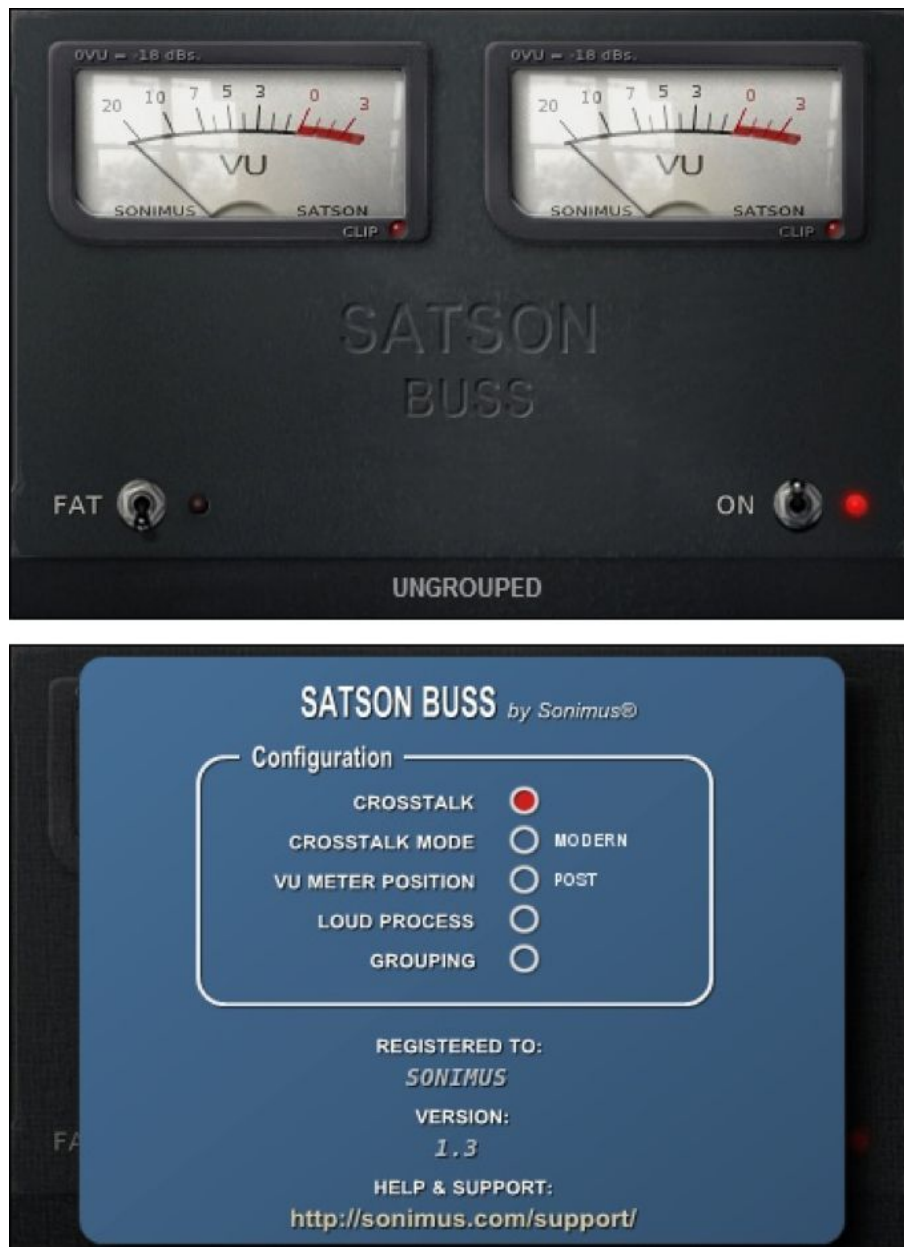 0VU = -18 dBs. 0VU = -18 dBs.
20 10 7 5 3 0 3 20 10 7 5 3 0 3
VU VU
SONIMUS SATSON SONIMUS SATSON
CLIP CLIP
SATSON
BUSS
FAT ON
UNGROUPED
SATSON BUSS by Sonimus®
Configuration
CROSSTALK
CROSSTALK MODE MODERN
VU METER POSITION POST
LOUD PROCESS
GROUPING
REGISTERED TO:
SONIMUS
VERSION:
FA 1.3
HELP & SUPPORT:
http://sonimus.com/support/